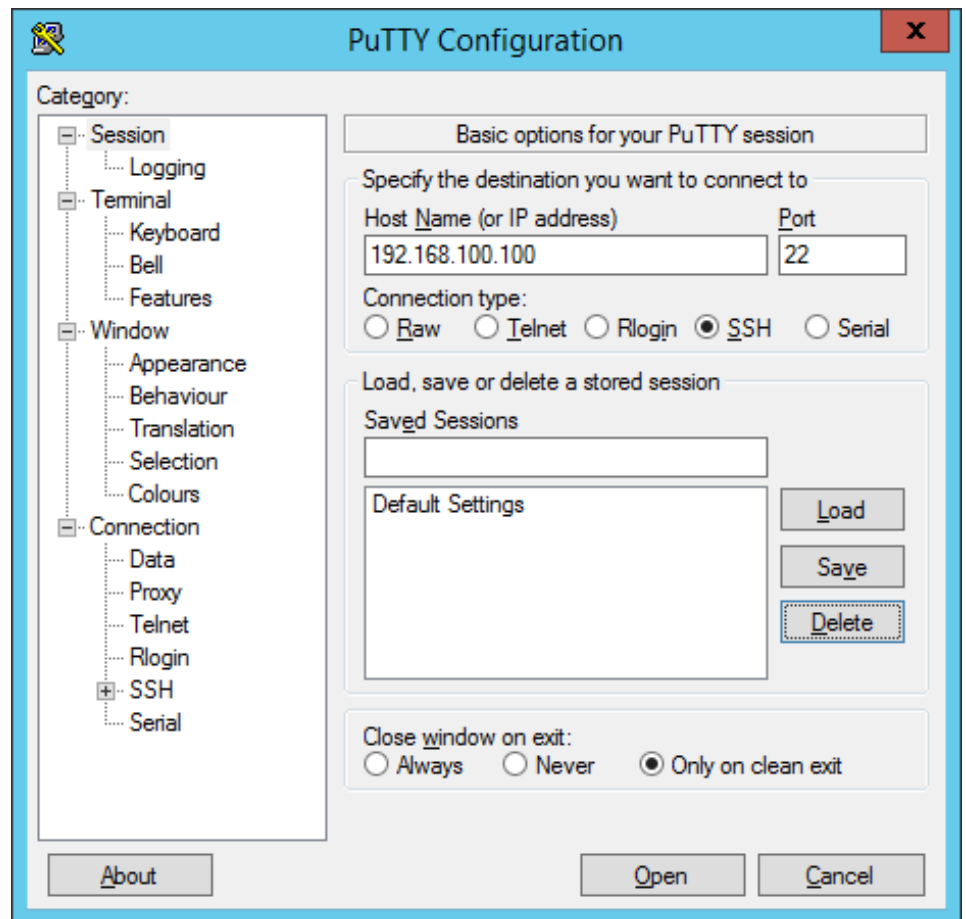 PuTTY Configuration
x
Category:
Session
Logging
Terminal
Keyboard
Bell
Features
Window
Appearance
Behaviour
Translation
Selection
Colours
Connection
Data
Proxy
Telnet
Rlogin
SSH
Serial
Basic options for your PuTTY session
Specify the destination you want to connect to
Host Name (or IP address) Port
192.168.100.100 22
Connection type:
Raw Telnet Rlogin SSH Serial
Load, save or delete a stored session
Saved Sessions
Default Settings
Load
Save
Delete
Close window on exit:
Always Never Only on clean exit
About Open Cancel